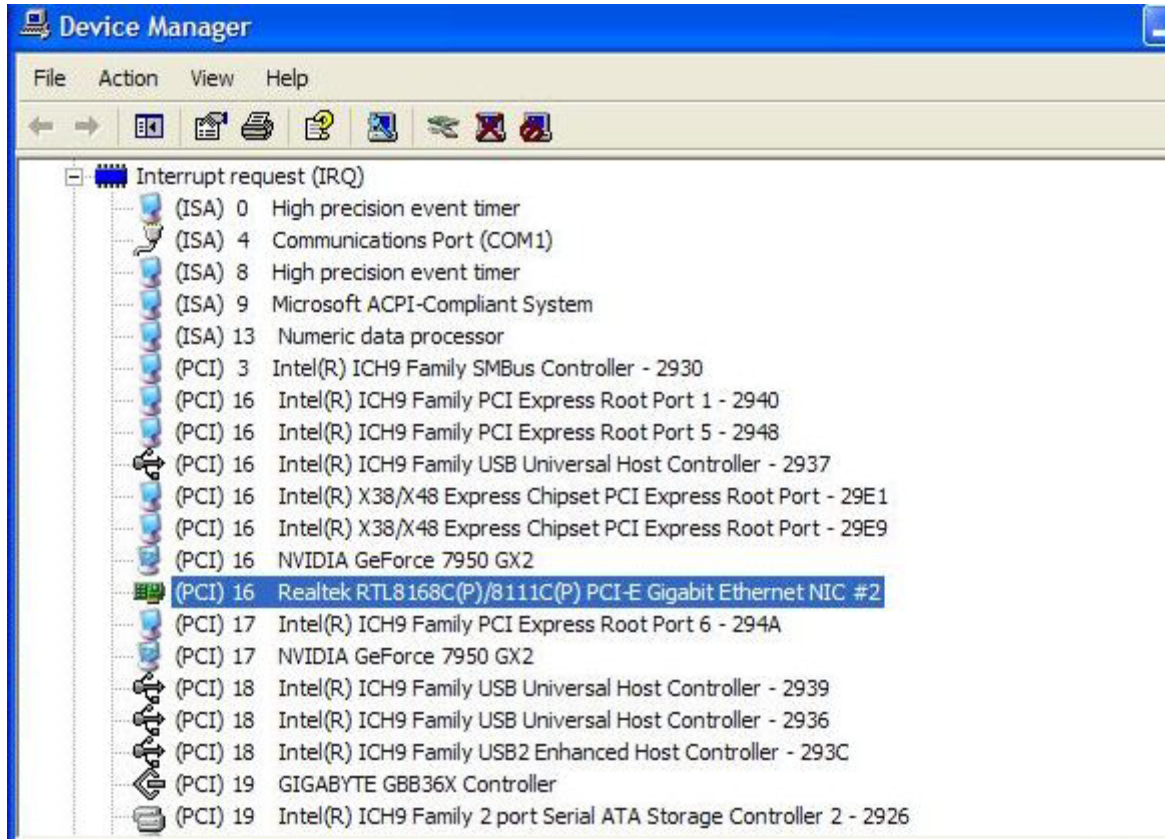 Device Manager
File Action View Help
Interrupt request (IRQ)
(ISA) 0 High precision event timer
(ISA) 4 Communications Port (COM1)
(ISA) 8 High precision event timer
(ISA) 9 Microsoft ACPI-Compliant System
(ISA) 13 Numeric data processor
(PCI) 3 Intel(R) ICH9 Family SMBus Controller - 2930
(PCI) 16 Intel(R) ICH9 Family PCI Express Root Port 1 - 2940
(PCI) 16 Intel(R) ICH9 Family PCI Express Root Port 5 - 2948
(PCI) 16 Intel(R) ICH9 Family USB Universal Host Controller - 2937
(PCI) 16 Intel(R) X38/X48 Express Chipset PCI Express Root Port - 29E1
(PCI) 16 Intel(R) X38/X48 Express Chipset PCI Express Root Port - 29E9
(PCI) 16 NVIDIA GeForce 7950 GX2
(PCI) 16 Realtek RTL8168C(P)/8111C(P) PCI-E Gigabit Ethernet NIC #2
(PCI) 17 Intel(R) ICH9 Family PCI Express Root Port 6 - 294A
(PCI) 17 NVIDIA GeForce 7950 GX2
(PCI) 18 Intel(R) ICH9 Family USB Universal Host Controller - 2939
(PCI) 18 Intel(R) ICH9 Family USB Universal Host Controller - 2936
(PCI) 18 Intel(R) ICH9 Family USB2 Enhanced Host Controller - 293C
(PCI) 19 GIGABYTE GBB36X Controller
(PCI) 19 Intel(R) ICH9 Family 2 port Serial ATA Storage Controller 2 - 2926